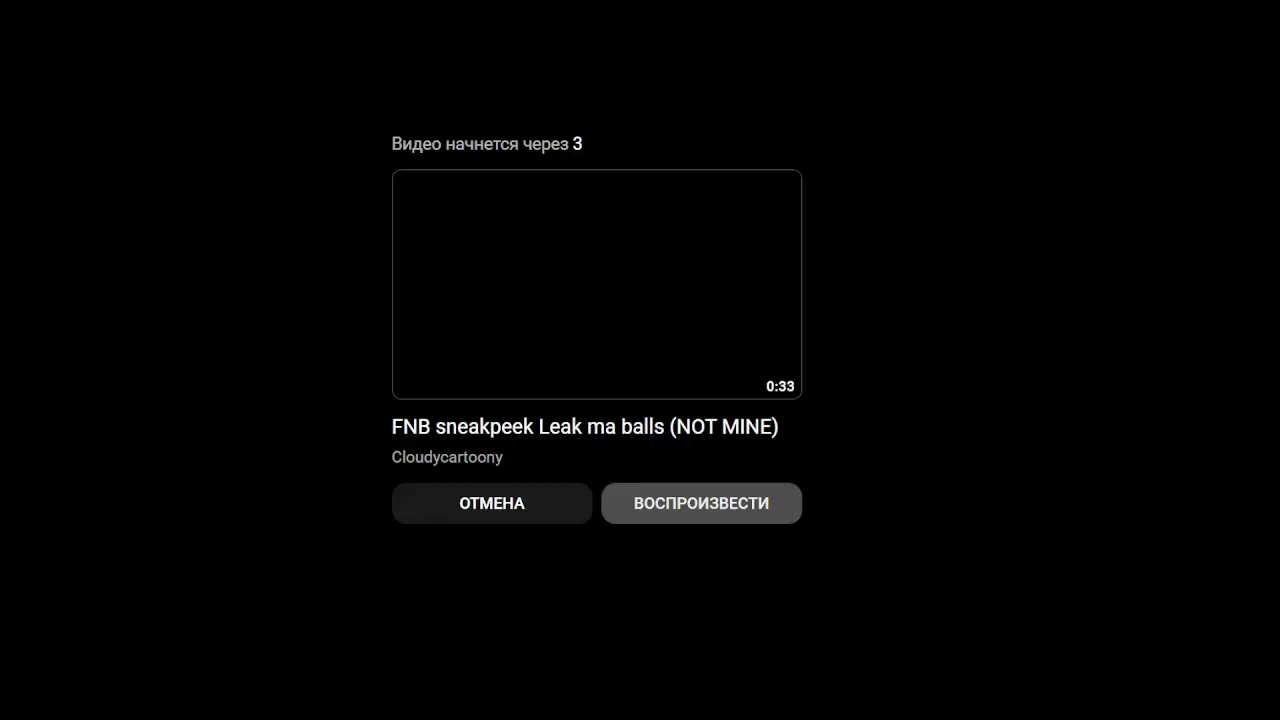 Видео начнется через 3
0:33
FNB sneakpeek Leak ma balls (NOT MINE)
Cloudycartoony
ОТМЕНА
ВОСПРОИЗВЕСТИ